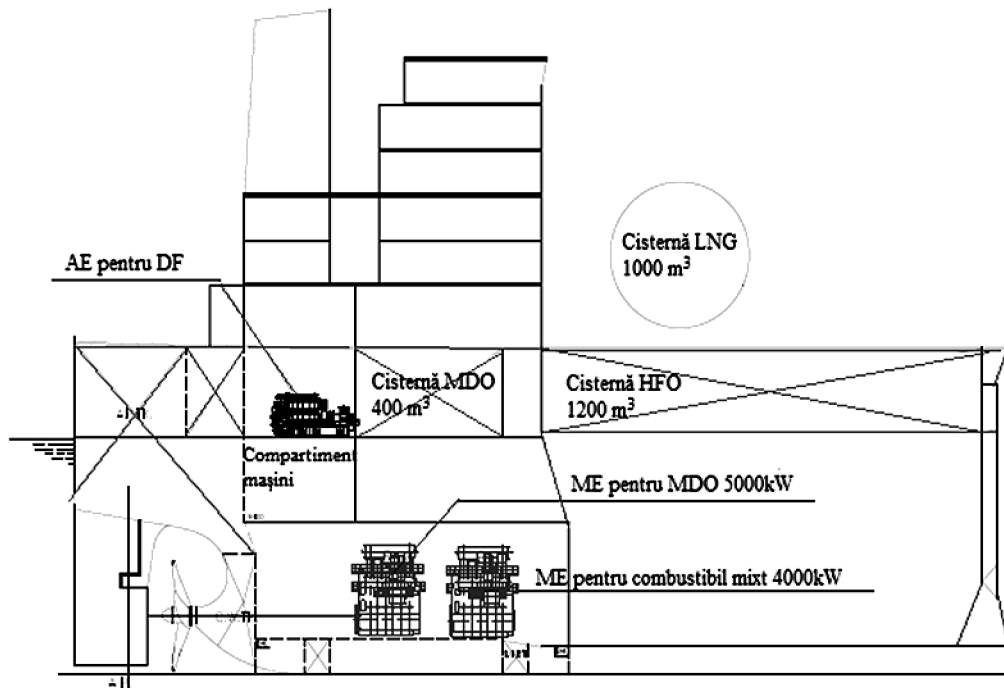 Cisternă LNG
1000 m³
AE pentru DF
Cisternă MDO
400 m³
Cisternă HFO
1200 m³
Compartiment
mașini
ME pentru MDO 5000kW
ME pentru combustibil mixt 4000kW